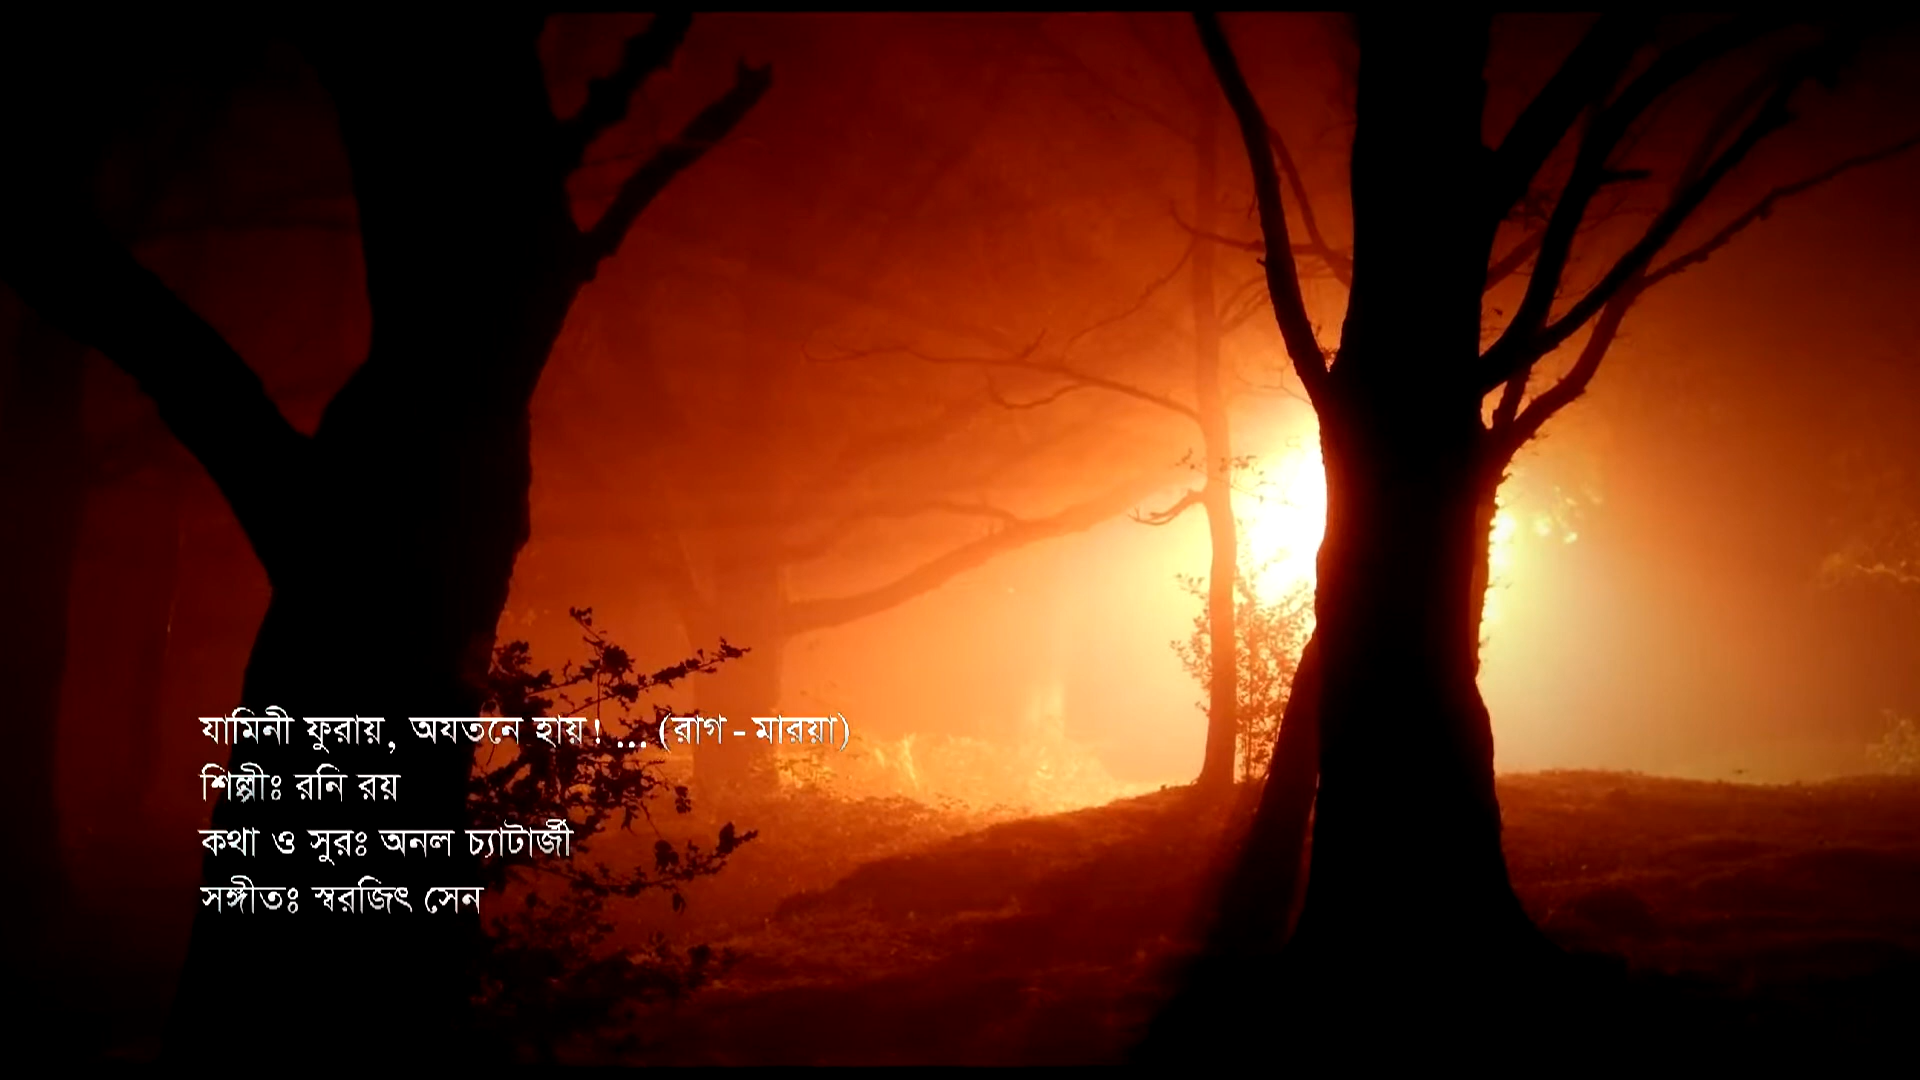 যামিনী ফুরায়, অযতনে হায়! ... (রাগ - মারয়া)
শিল্পীঃ রনি রয়
কথা ও সুরঃ অনল চ্যাটার্জী
সঙ্গীতঃ স্বরজিৎ সেন